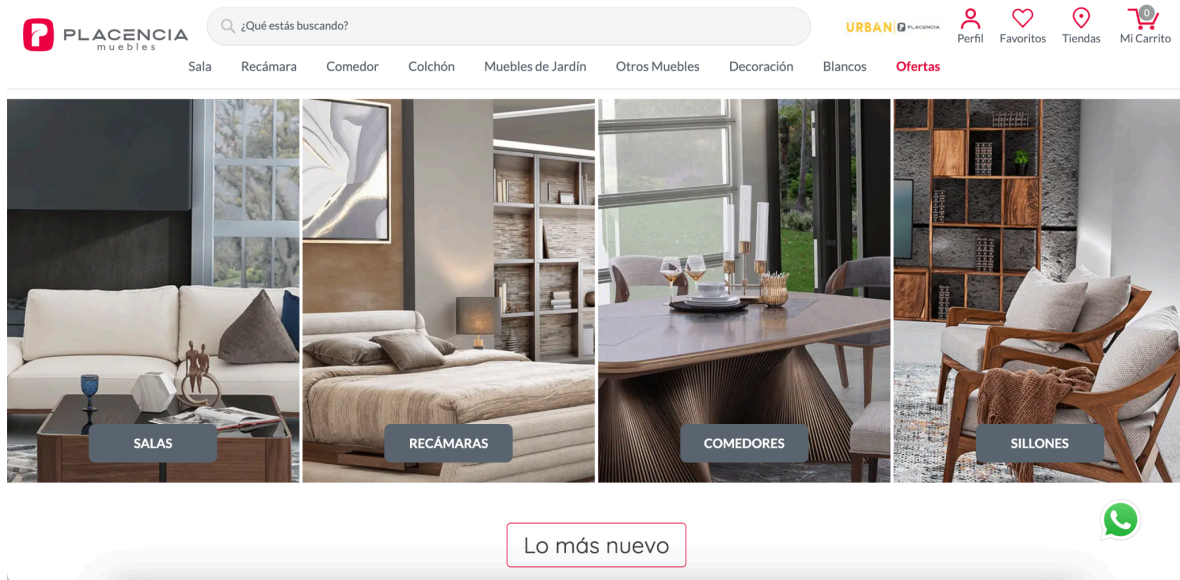 PLACENCIA
muebles
¿Qué estás buscando?
URBAN PLACENCIA
Perfil
Favoritos
Tiendas
0
Mi Carrito
Sala Recámara Comedor Colchón Muebles de Jardín Otros Muebles Decoración Blancos Ofertas
SALAS
RECÁMARAS
COMEDORES
SILLONES
Lo más nuevo